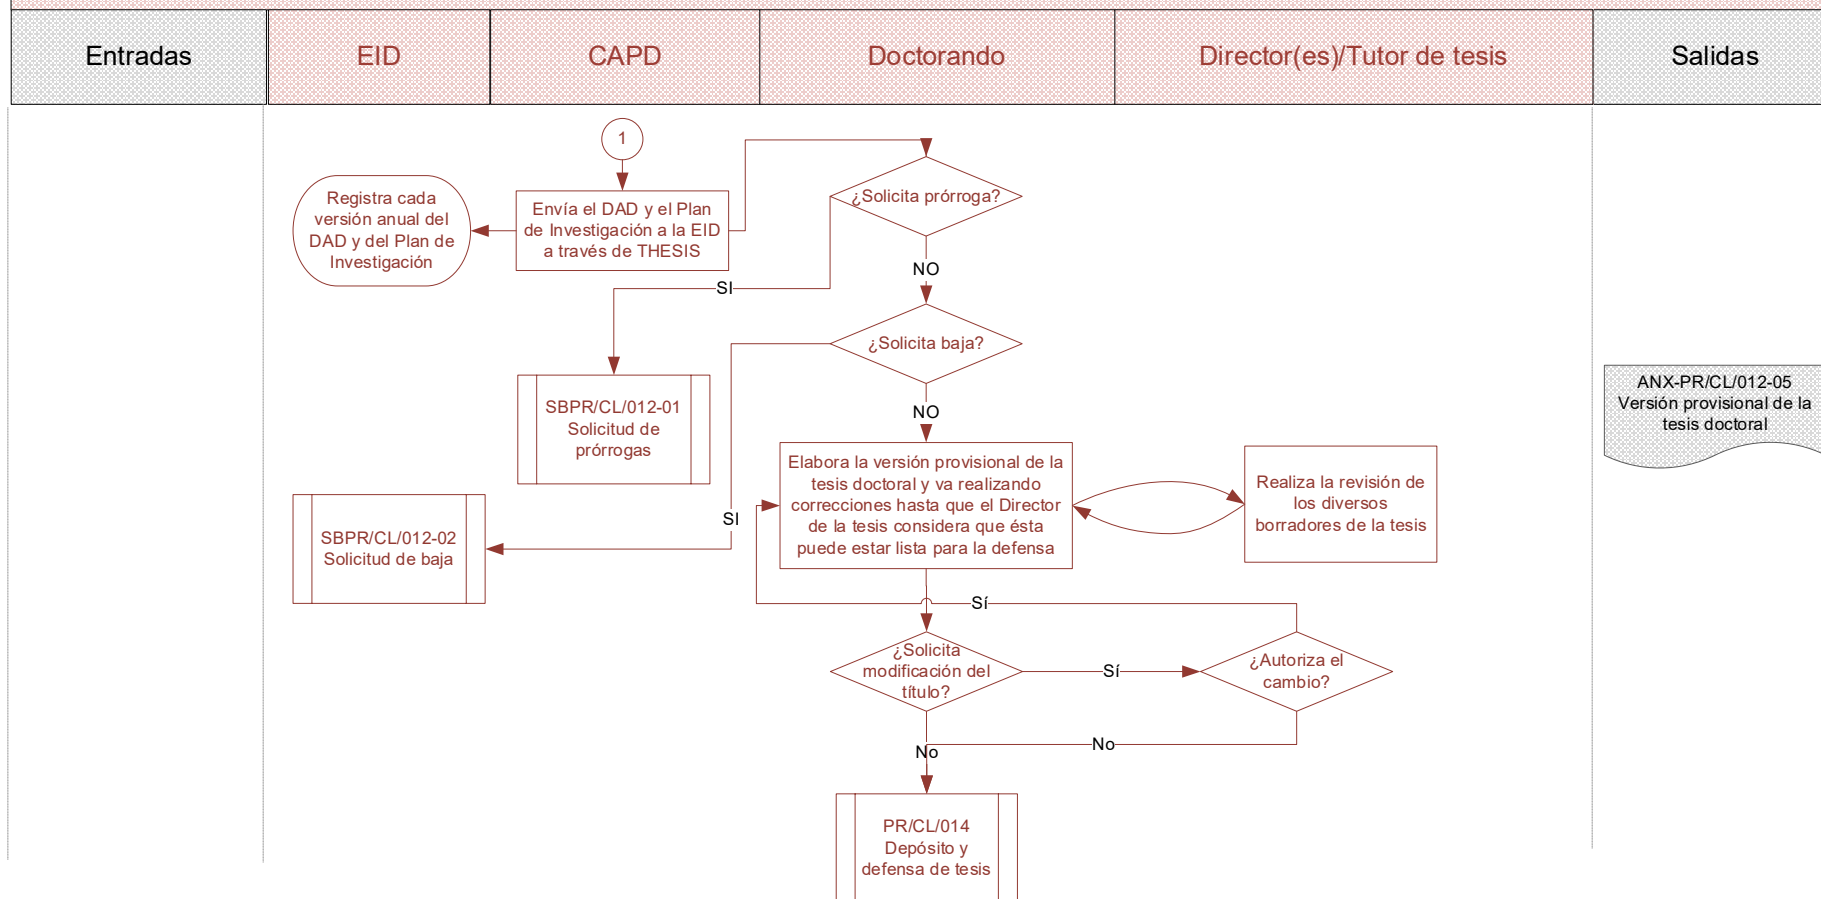 Entradas
EID
CAPD
Doctorando
Director(es)/Tutor de tesis
Salidas
1
Registra cada
versión anual del
DAD y del Plan de
Investigación
Envía el DAD y el Plan
de Investigación a la EID
a través de THESIS
¿Solicita prórroga?
NO
SI
¿Solicita baja?
NO
SI
SBPR/CL/012-01
Solicitud de
prórrogas
SBPR/CL/012-02
Solicitud de baja
Elabora la versión provisional de la
tesis doctoral y va realizando
correcciones hasta que el Director
de la tesis considera que ésta
puede estar lista para la defensa
Realiza la revisión de
los diversos
borradores de la tesis
ANX-PR/CL/012-05
Versión provisional de la
tesis doctoral
Sí
¿Solicita
modificación del
título?
Sí
¿Autoriza el
cambio?
No
No
PR/CL/014
Depósito y
defensa de tesis